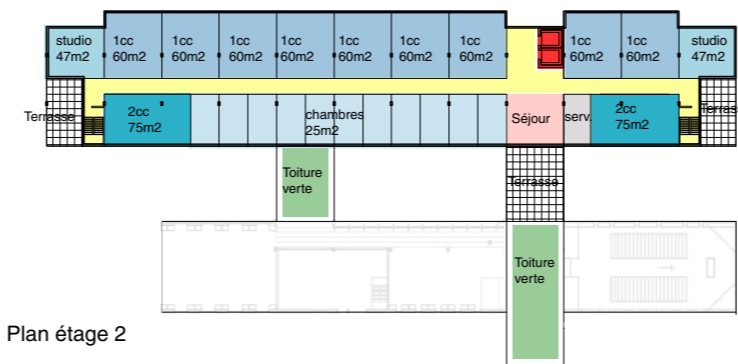 studio
47m2
1cc
60m2
1cc
60m2
1cc
60m2
1cc
60m2
1cc
60m2
1cc
60m2
1cc
60m2
1cc
60m2
1cc
60m2
studio
47m2
Terrasse
2cc
75m2
chambres
25m2
Séjour
serv.
2cc
75m2
Terras
Toiture
verte
Terrasse
Toiture
verte
Plan étage 2